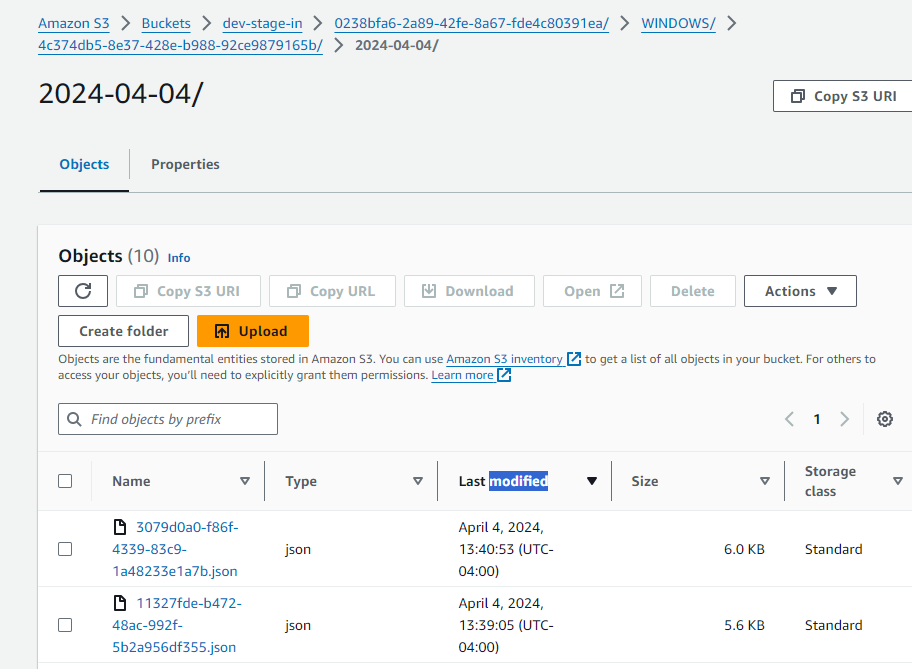 Amazon S3 > Buckets > dev-stage-in > 0238bfa6-2a89-42fe-8a67-fde4c80391ea/ > WINDOWS/ >
4c374db5-8e37-428e-b988-92ce9879165b/ > 2024-04-04/
2024-04-04/
Copy S3 URI
Objects Properties
Objects (10) Info
Copy S3 URI Copy URL Download Open Delete Actions
Create folder Upload
Objects are the fundamental entities stored in Amazon S3. You can use Amazon S3 inventory to get a list of all objects in your bucket. For others to
access your objects, you'll need to explicitly grant them permissions. Learn more
Find objects by prefix
1
Name Type Last modified Size Storage
class
3079d0a0-f86f-
4339-83c9-
1a48233e1a7b.json
json
April 4, 2024,
13:40:53 (UTC-
04:00)
6.0 KB
Standard
11327fde-b472-
48ac-992f-
5b2a956df355.json
json
April 4, 2024,
13:39:05 (UTC-
04:00)
5.6 KB
Standard